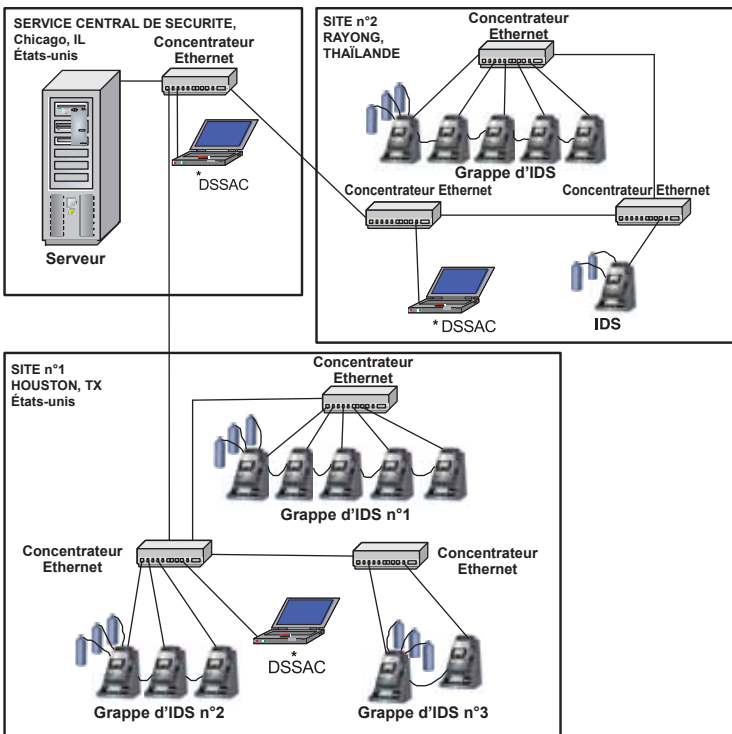 SERVICE CENTRAL DE SECURITE,
Chicago, IL
États-unis
Concentrateur
Ethernet
*
DSSAC
Serveur
SITE n°2
RAYONG,
THAÏLANDE
Concentrateur
Ethernet
Grappe d'IDS
Concentrateur Ethernet
Concentrateur Ethernet
* DSSAC
IDS
SITE n°1
HOUSTON, TX
États-unis
Concentrateur
Ethernet
Grappe d'IDS n°1
Concentrateur
Ethernet
Concentrateur
Ethernet
*
DSSAC
Grappe d'IDS n°2
Grappe d'IDS n°3